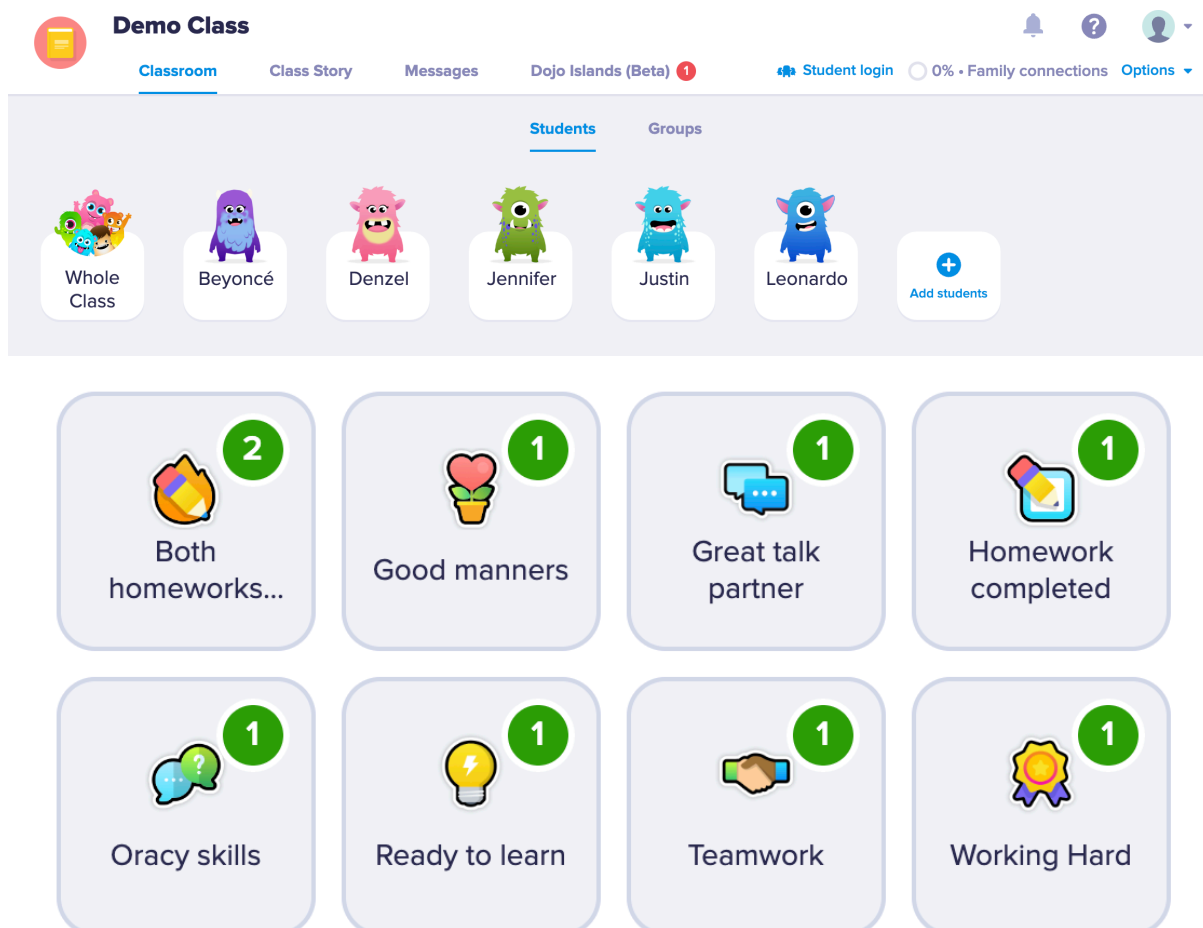 Demo Class
Classroom
Class Story
Messages
Dojo Islands (Beta) 1
Student login
0% • Family connections
Options
Students
Groups
Whole
Class
Beyoncé
Denzel
Jennifer
Justin
Leonardo
Add students
2
Both
homeworks...
1
Good manners
1
Great talk
partner
1
Homework
completed
1
Oracy skills
1
Ready to learn
1
Teamwork
1
Working Hard